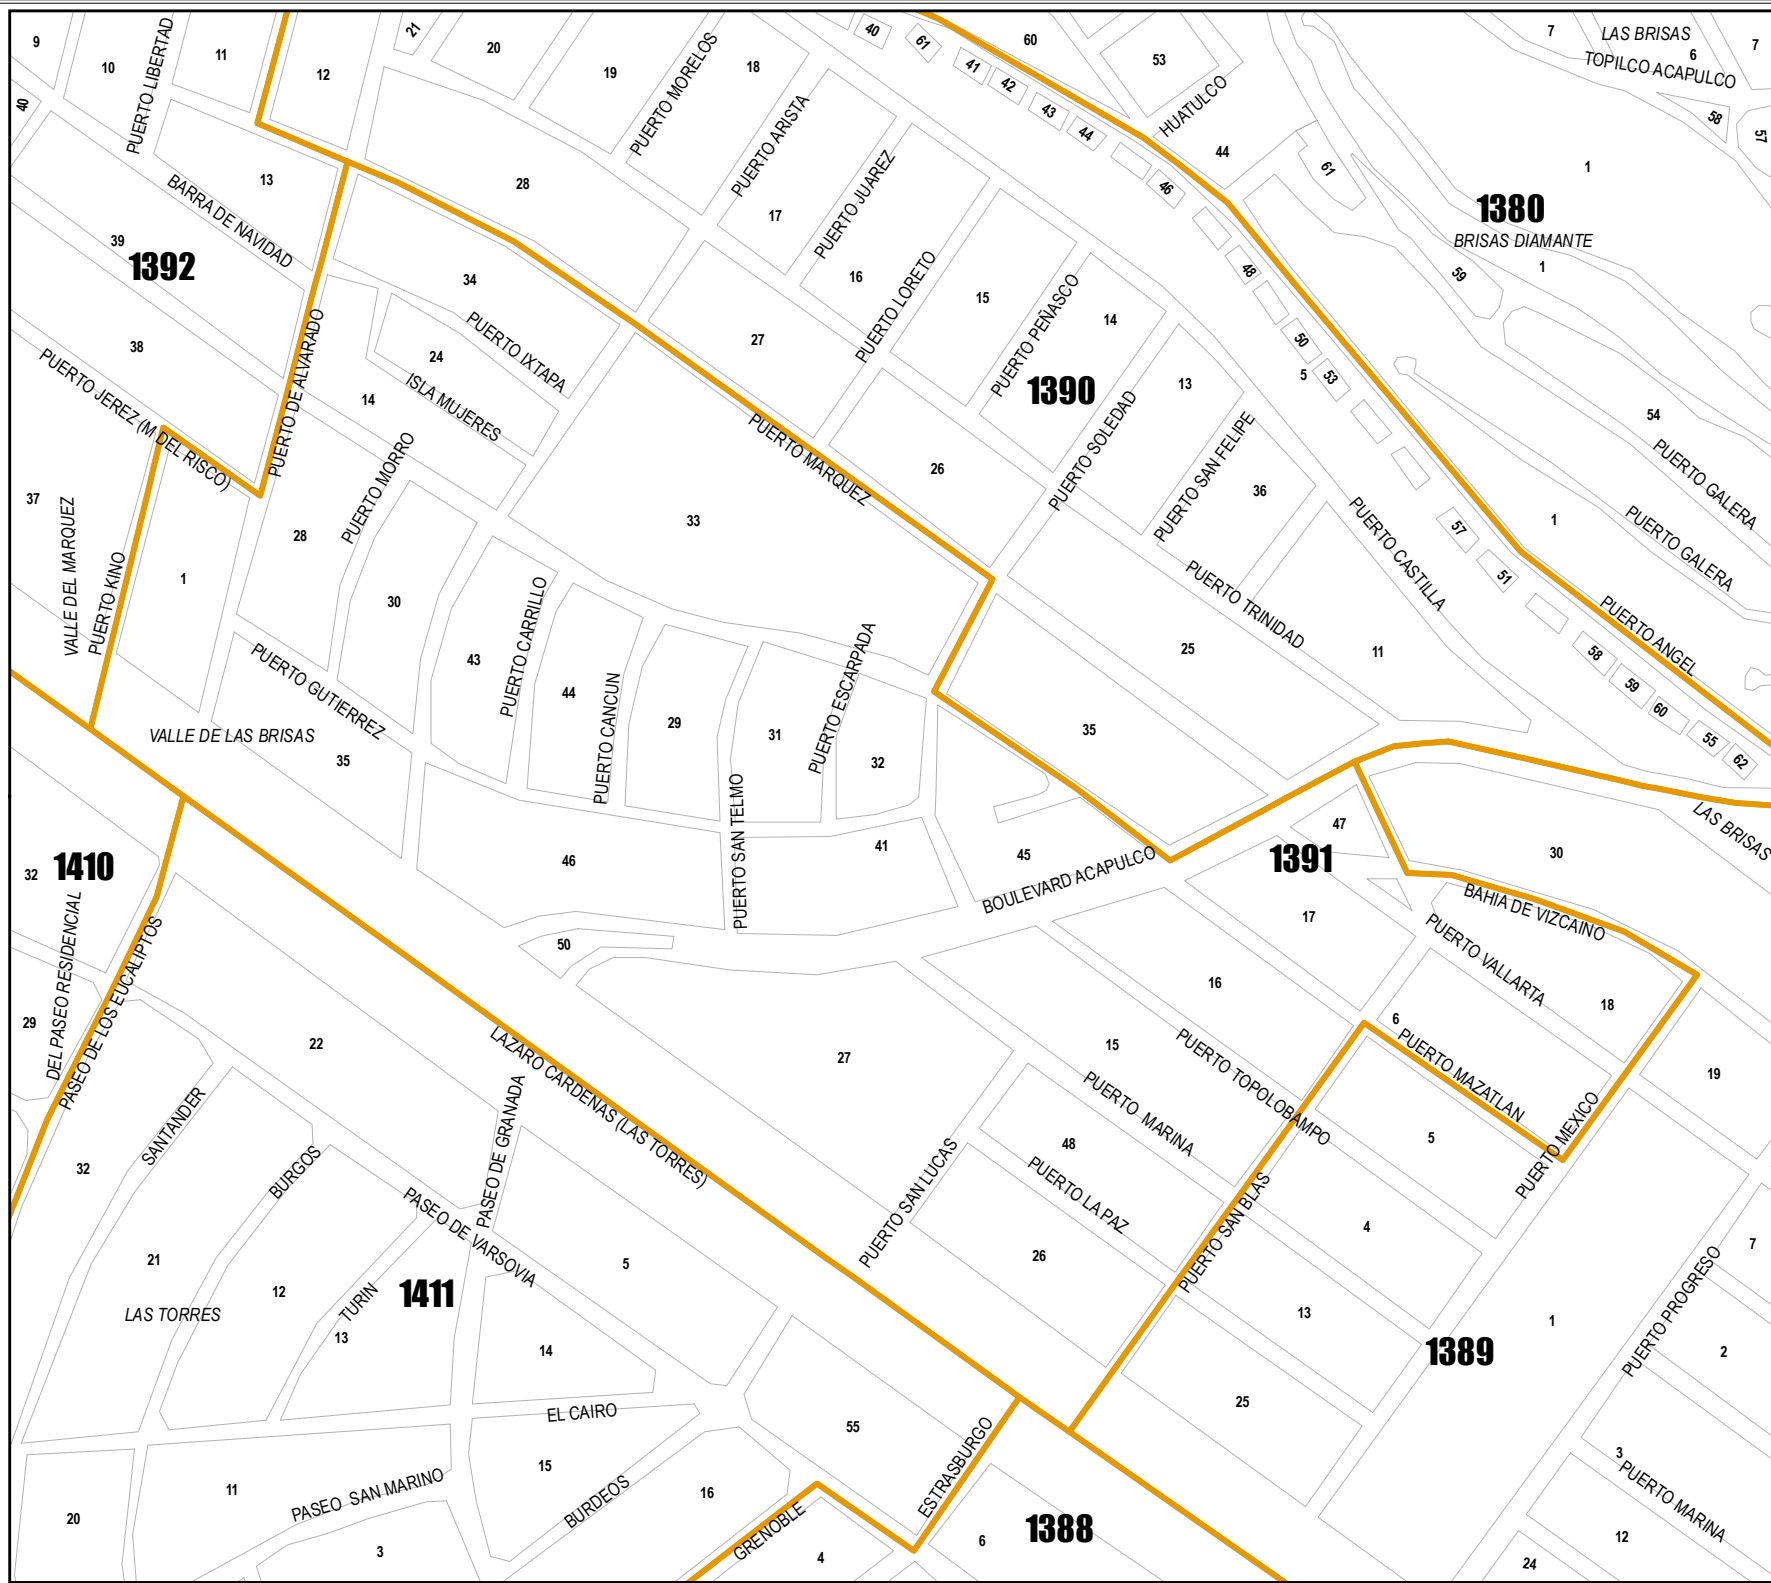 9
10
PUERTO LIBERTAD
11
12
21
20
19
PUERTO MORELOS
18
40
61
41
42
43
44
60
53
HUATULCO
7
LAS BRISAS
6
7
TOPILCO ACAPULCO
58
57
40
13
BARRA DE NAVIDAD
28
PUERTO ARISTA
17
PUERTO JUAREZ
16
46
44
61
1
1380
BRISAS DIAMANTE
1
59
39
1392
34
PUERTO IXTAPA
27
PUERTO LORETO
15
PUERTO PEÑASCO
14
48
50
53
5
38
PUERTO JEREZ (M DEL RISCO)
PUERTO DE ALVARADO
24
ISLA MUJERES
14
PUERTO MARQUEZ
1390
26
PUERTO SOLEDAD
13
PUERTO SAN FELIPE
36
54
PUERTO GALERA
PUERTO GALERA
1
37
VALLE DEL MARQUEZ
PUERTO KINO
1
28
PUERTO MORRO
30
33
PUERTO CASTILLA
57
51
PUERTO ANGEL
PUERTO TRINIDAD
25
11
58
59
60
55
62
PUERTO GUTIERREZ
43
PUERTO CARRILLO
44
PUERTO CANCUN
29
31
PUERTO ESCARPADA
32
35
VALLE DE LAS BRISAS
35
46
PUERTO SAN TELMO
41
45
BOULEVARD ACAPULCO
47
1391
30
LAS BRISAS
BAHIA DE VIZCAINO
32
1410
DEL PASEO RESIDENCIAL
PASEO DE LOS EUCALIPTOS
29
50
17
PUERTO VALLARTA
18
16
6
PUERTO MAZATLAN
22
LAZARO CARDENAS (LAS TORRES)
27
15
PUERTO TOPOLOBAMPO
PUERTO MARINA
5
19
PUERTO MEXICO
32
SANTANDER
BURGOS
PASEO DE GRANADA
PASEO DE VARSOVIA
PUERTO SAN LUCAS
48
PUERTO LA PAZ
PUERTO SAN BLAS
4
7
21
LAS TORRES
12
TURIN
13
1411
5
14
26
13
1389
1
PUERTO PROGRESO
2
EL CAIRO
55
ESTRASBURGO
25
3
PUERTO MARINA
20
11
PASEO SAN MARINO
3
15
BURDEOS
16
GRENOBLE
4
6
1388
12
24